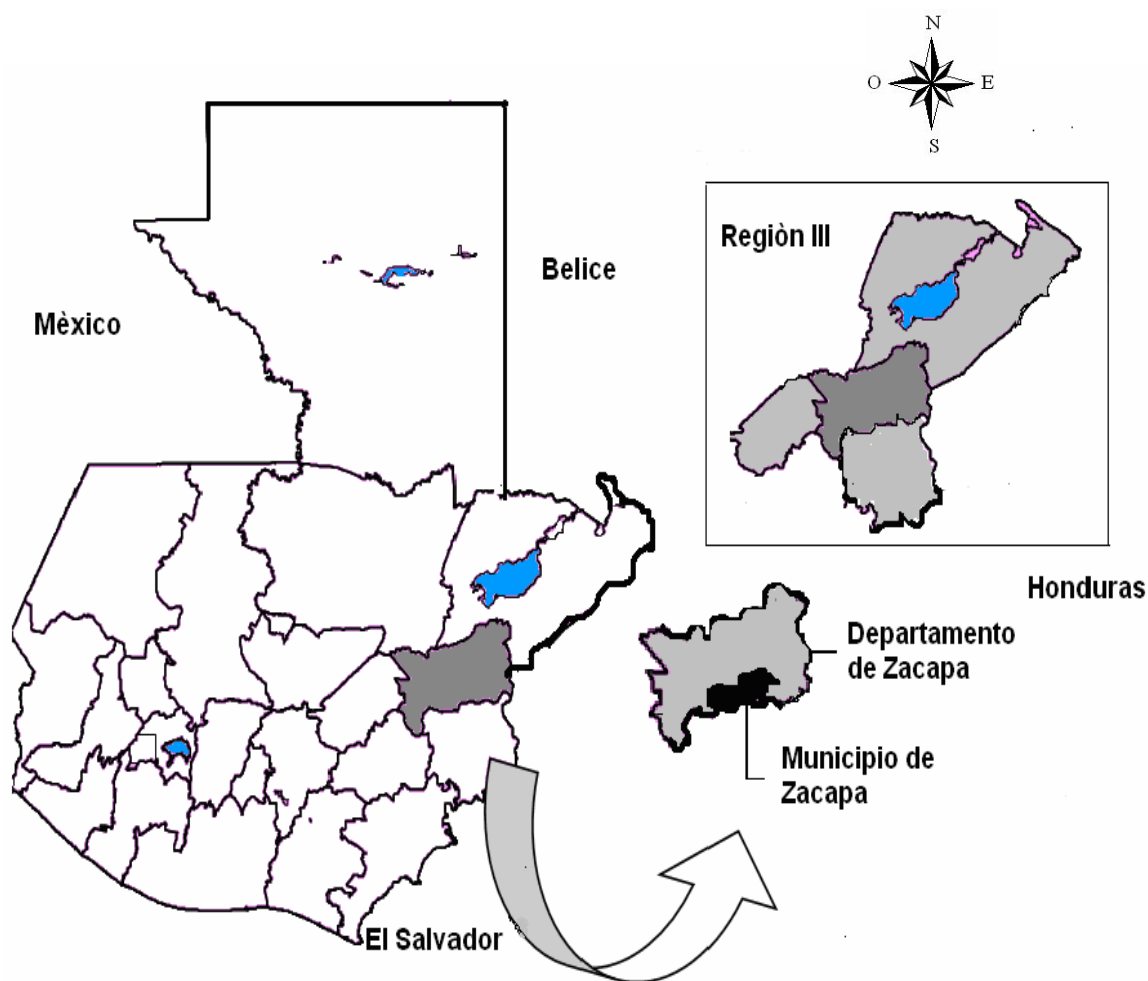 N
O
E
S
Regiòn III
Belice
Mèxico
Honduras
Departamento
de Zacapa
Municipio de
Zacapa
El Salvador